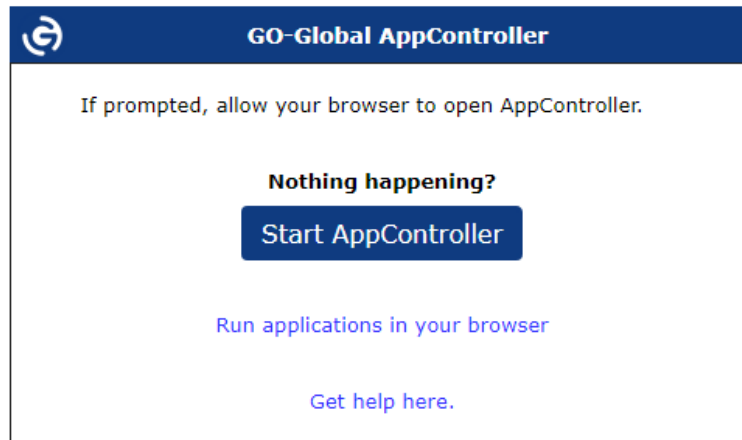 GO-Global AppController
If prompted, allow your browser to open AppController.
Nothing happening?
Start AppController
Run applications in your browser
Get help here.